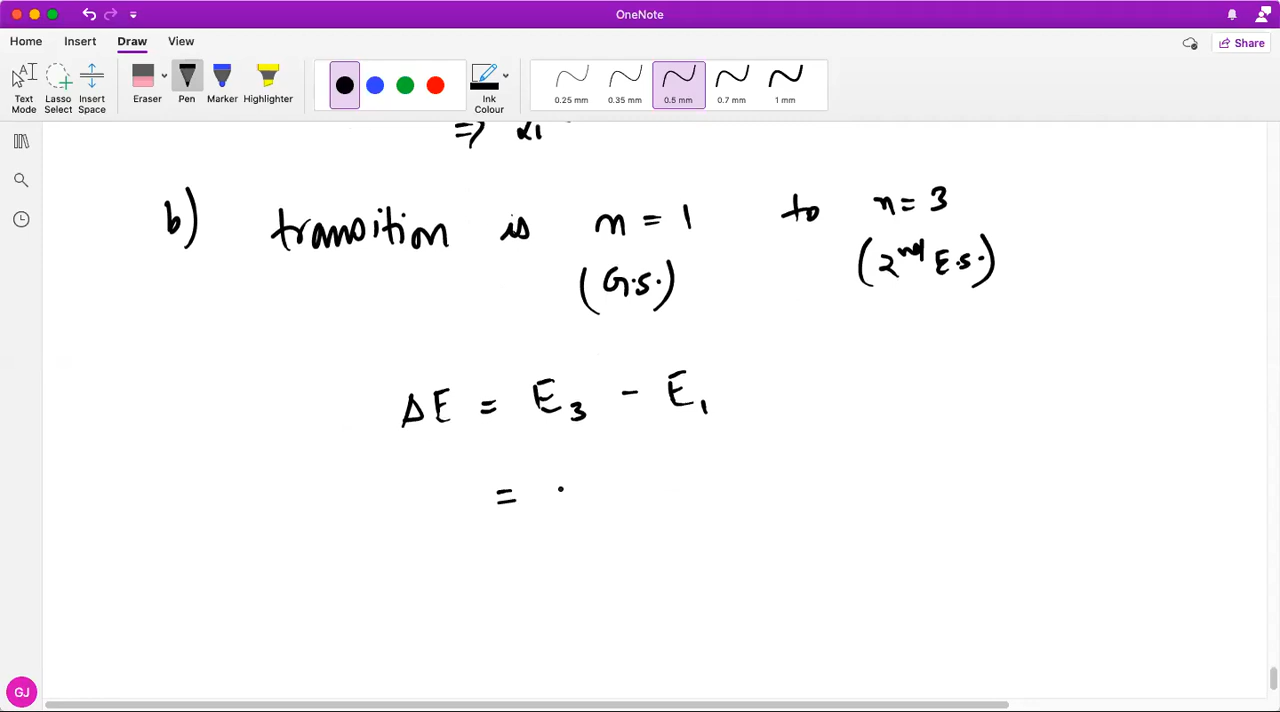 OneNote
Home Insert Draw View
Share
Text Mode
Lasso Select
Insert Space
Eraser
Pen
Marker
Highlighter
Ink Colour
0.25 mm
0.35 mm
0.5 mm
0.7 mm
1 mm
⇒
b) transition is n = 1 to n = 3
(G.S.) (2nd E.S.)
ΔE = E₃ - E₁
=
GJ